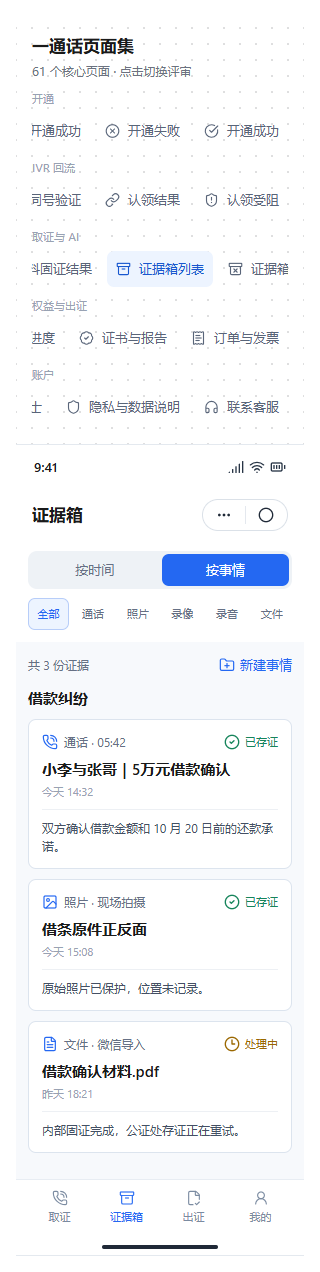 一通话页面集
61 个核心页面 · 点击切换评审
开通
开通成功 开通失败 开通成功
IVR 回流
同号验证 认领结果 认领受阻
取证与 AI
固证结果 证据箱列表 证据箱
权益与出证
进度 证书与报告 订单与发票
账户
隐私与数据说明 联系客服
9:41
证据箱
按时间 按事情
全部 通话 照片 录像 录音 文件
共 3 份证据 新建事情
借款纠纷
通话 · 05:42 已存证
小李与张哥 | 5万元借款确认
今天 14:32
双方确认借款金额和 10 月 20 日前的还款承
诺。
照片 · 现场拍摄 已存证
借条原件正反面
今天 15:08
原始照片已保护，位置未记录。
文件 · 微信导入 处理中
借款确认材料.pdf
昨天 18:21
内部固证完成，公证处存证正在重试。
取证 证据箱 出证 我的